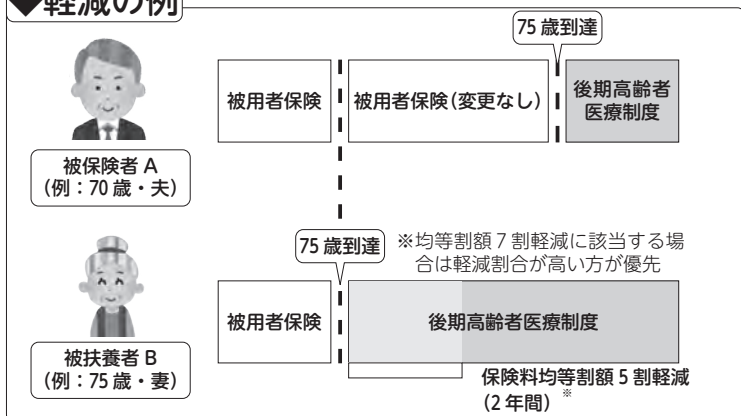 ◆軽減の例
75歳到達
被用者保険
被用者保険(変更なし)
後期高齢者
医療制度
被保険者A
(例:70歳・夫)
75歳到達
※均等割額7割軽減に該当する場
合は軽減割合が高い方が優先
被用者保険
後期高齢者医療制度
被扶養者B
(例:75歳・妻)
保険料均等割額5割軽減
(2年間)※